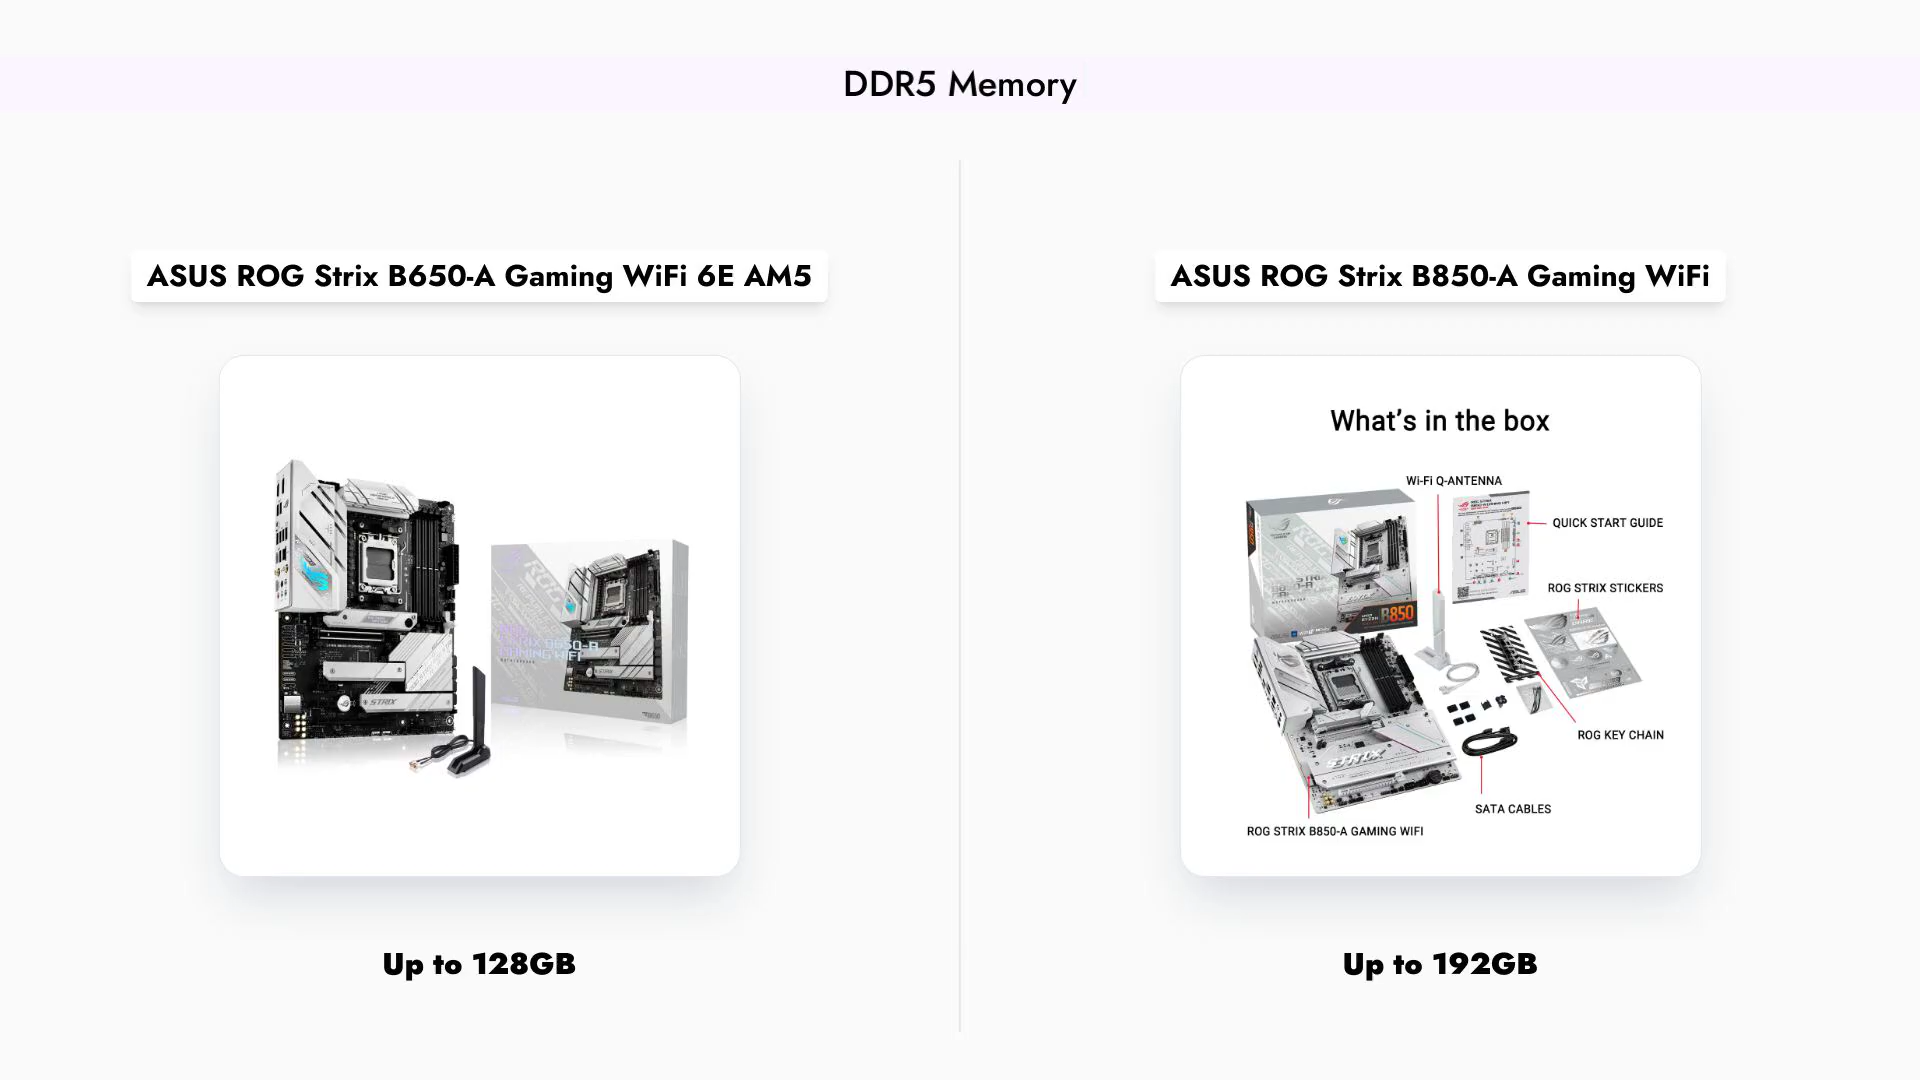 DDR5 Memory
ASUS ROG Strix B650-A Gaming WiFi 6E AM5
ASUS ROG Strix B850-A Gaming WiFi
What's in the box
Wi-Fi Q-ANTENNA
QUICK START GUIDE
ROG STRIX STICKERS
B850
STRIX
STRIX
ROG KEY CHAIN
SATA CABLES
ROG STRIX B850-A GAMING WIFI
Up to 128GB
Up to 192GB